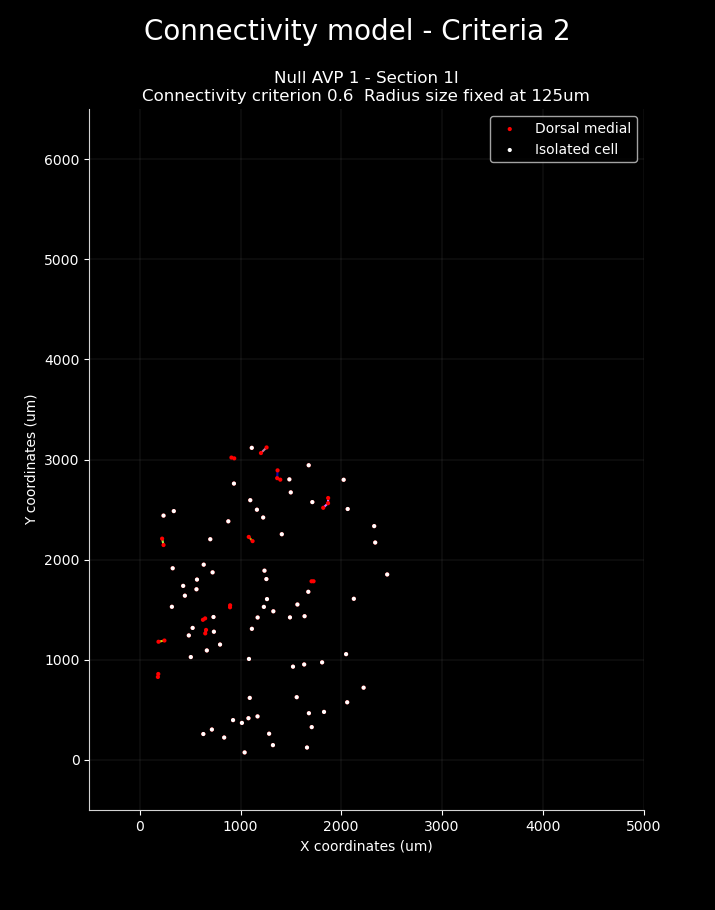 Connectivity model - Criteria 2
Null AVP 1 - Section 1l
Connectivity criterion 0.6  Radius size fixed at 125um
Dorsal medial
Isolated cell
6000
5000
4000
3000
2000
1000
0
Y coordinates (um)
0 1000 2000 3000 4000 5000
X coordinates (um)